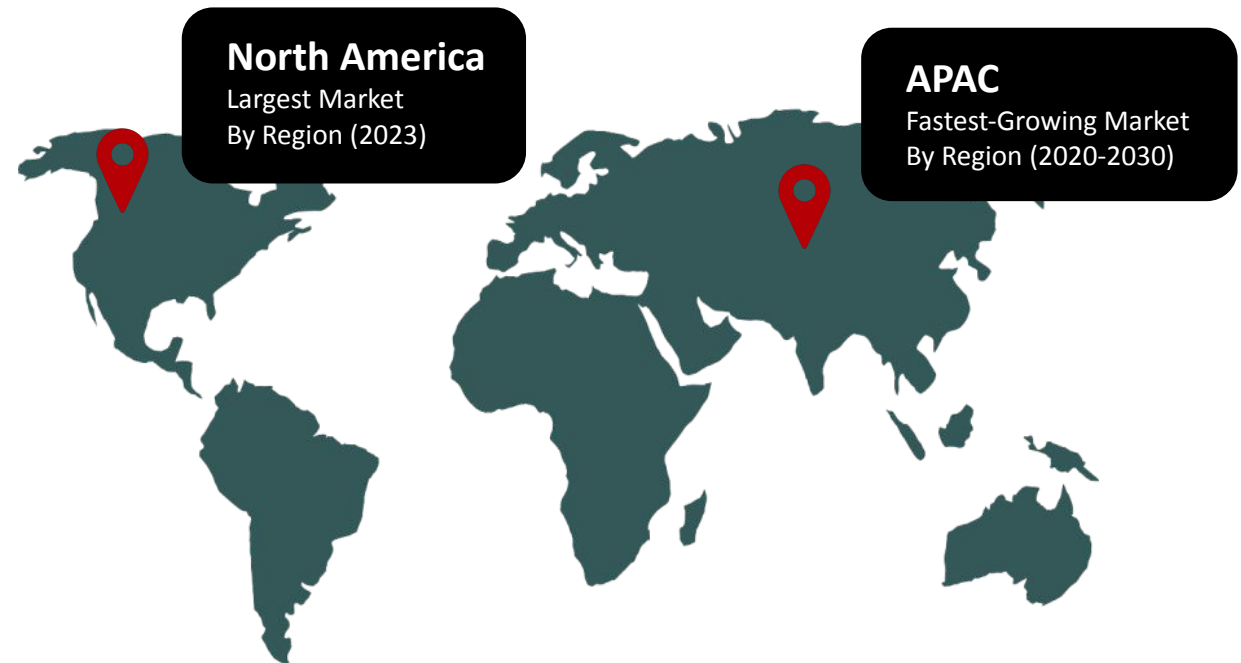 North America
Largest Market
By Region (2023)
APAC
Fastest-Growing Market
By Region (2020-2030)